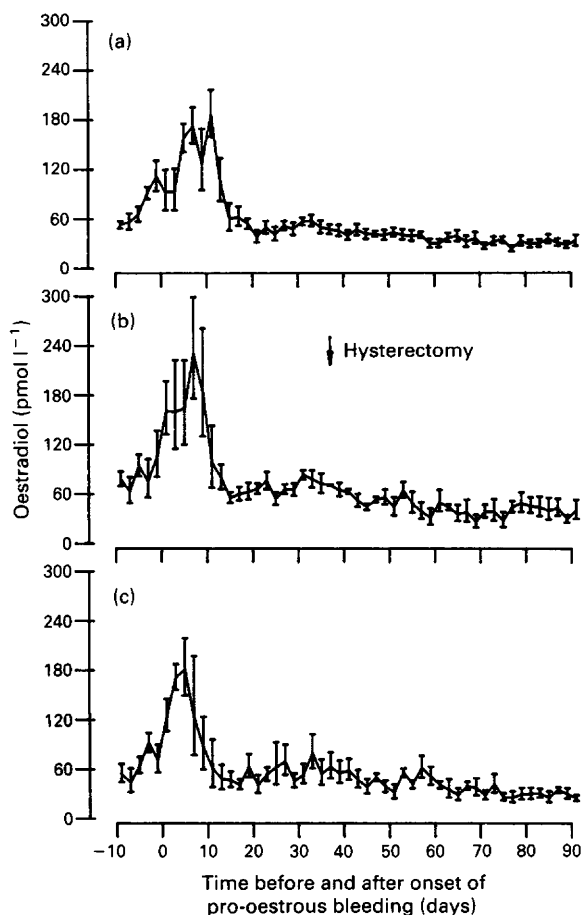 300
240
180
120
60
0
(a)
300
240
180
120
60
0
(b)
Hysterectomy
300
240
180
120
60
0
(c)
Oestradiol (pmol l⁻¹)
−10 0 10 20 30 40 50 60 70 80 90
Time before and after onset of
pro-oestrous bleeding (days)